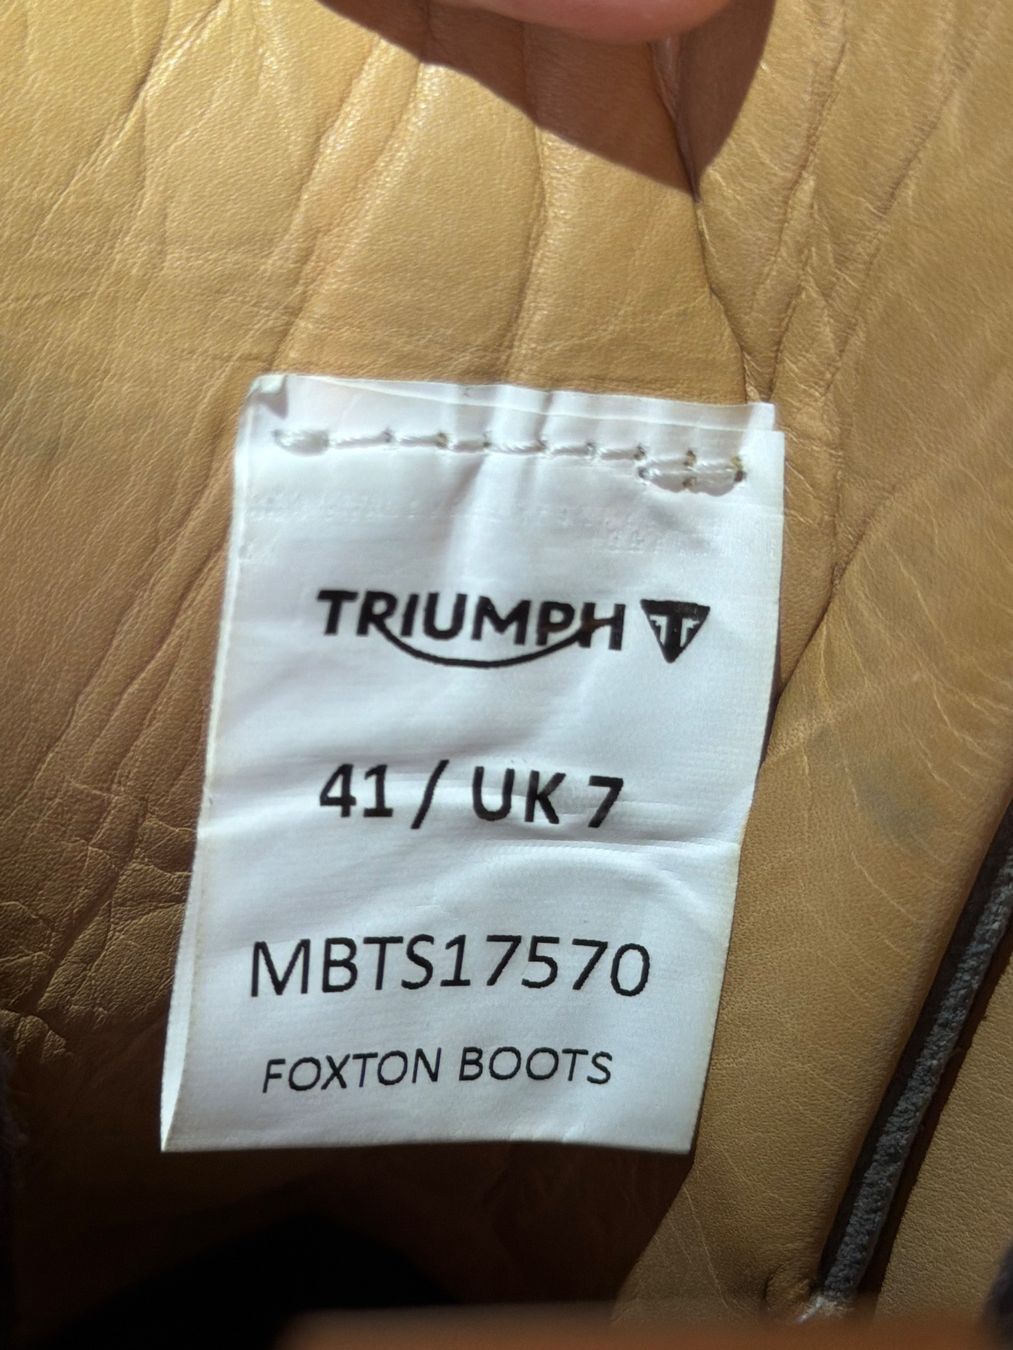 TRIUMPH
41 / UK 7
MBTS17570
FOXTON BOOTS